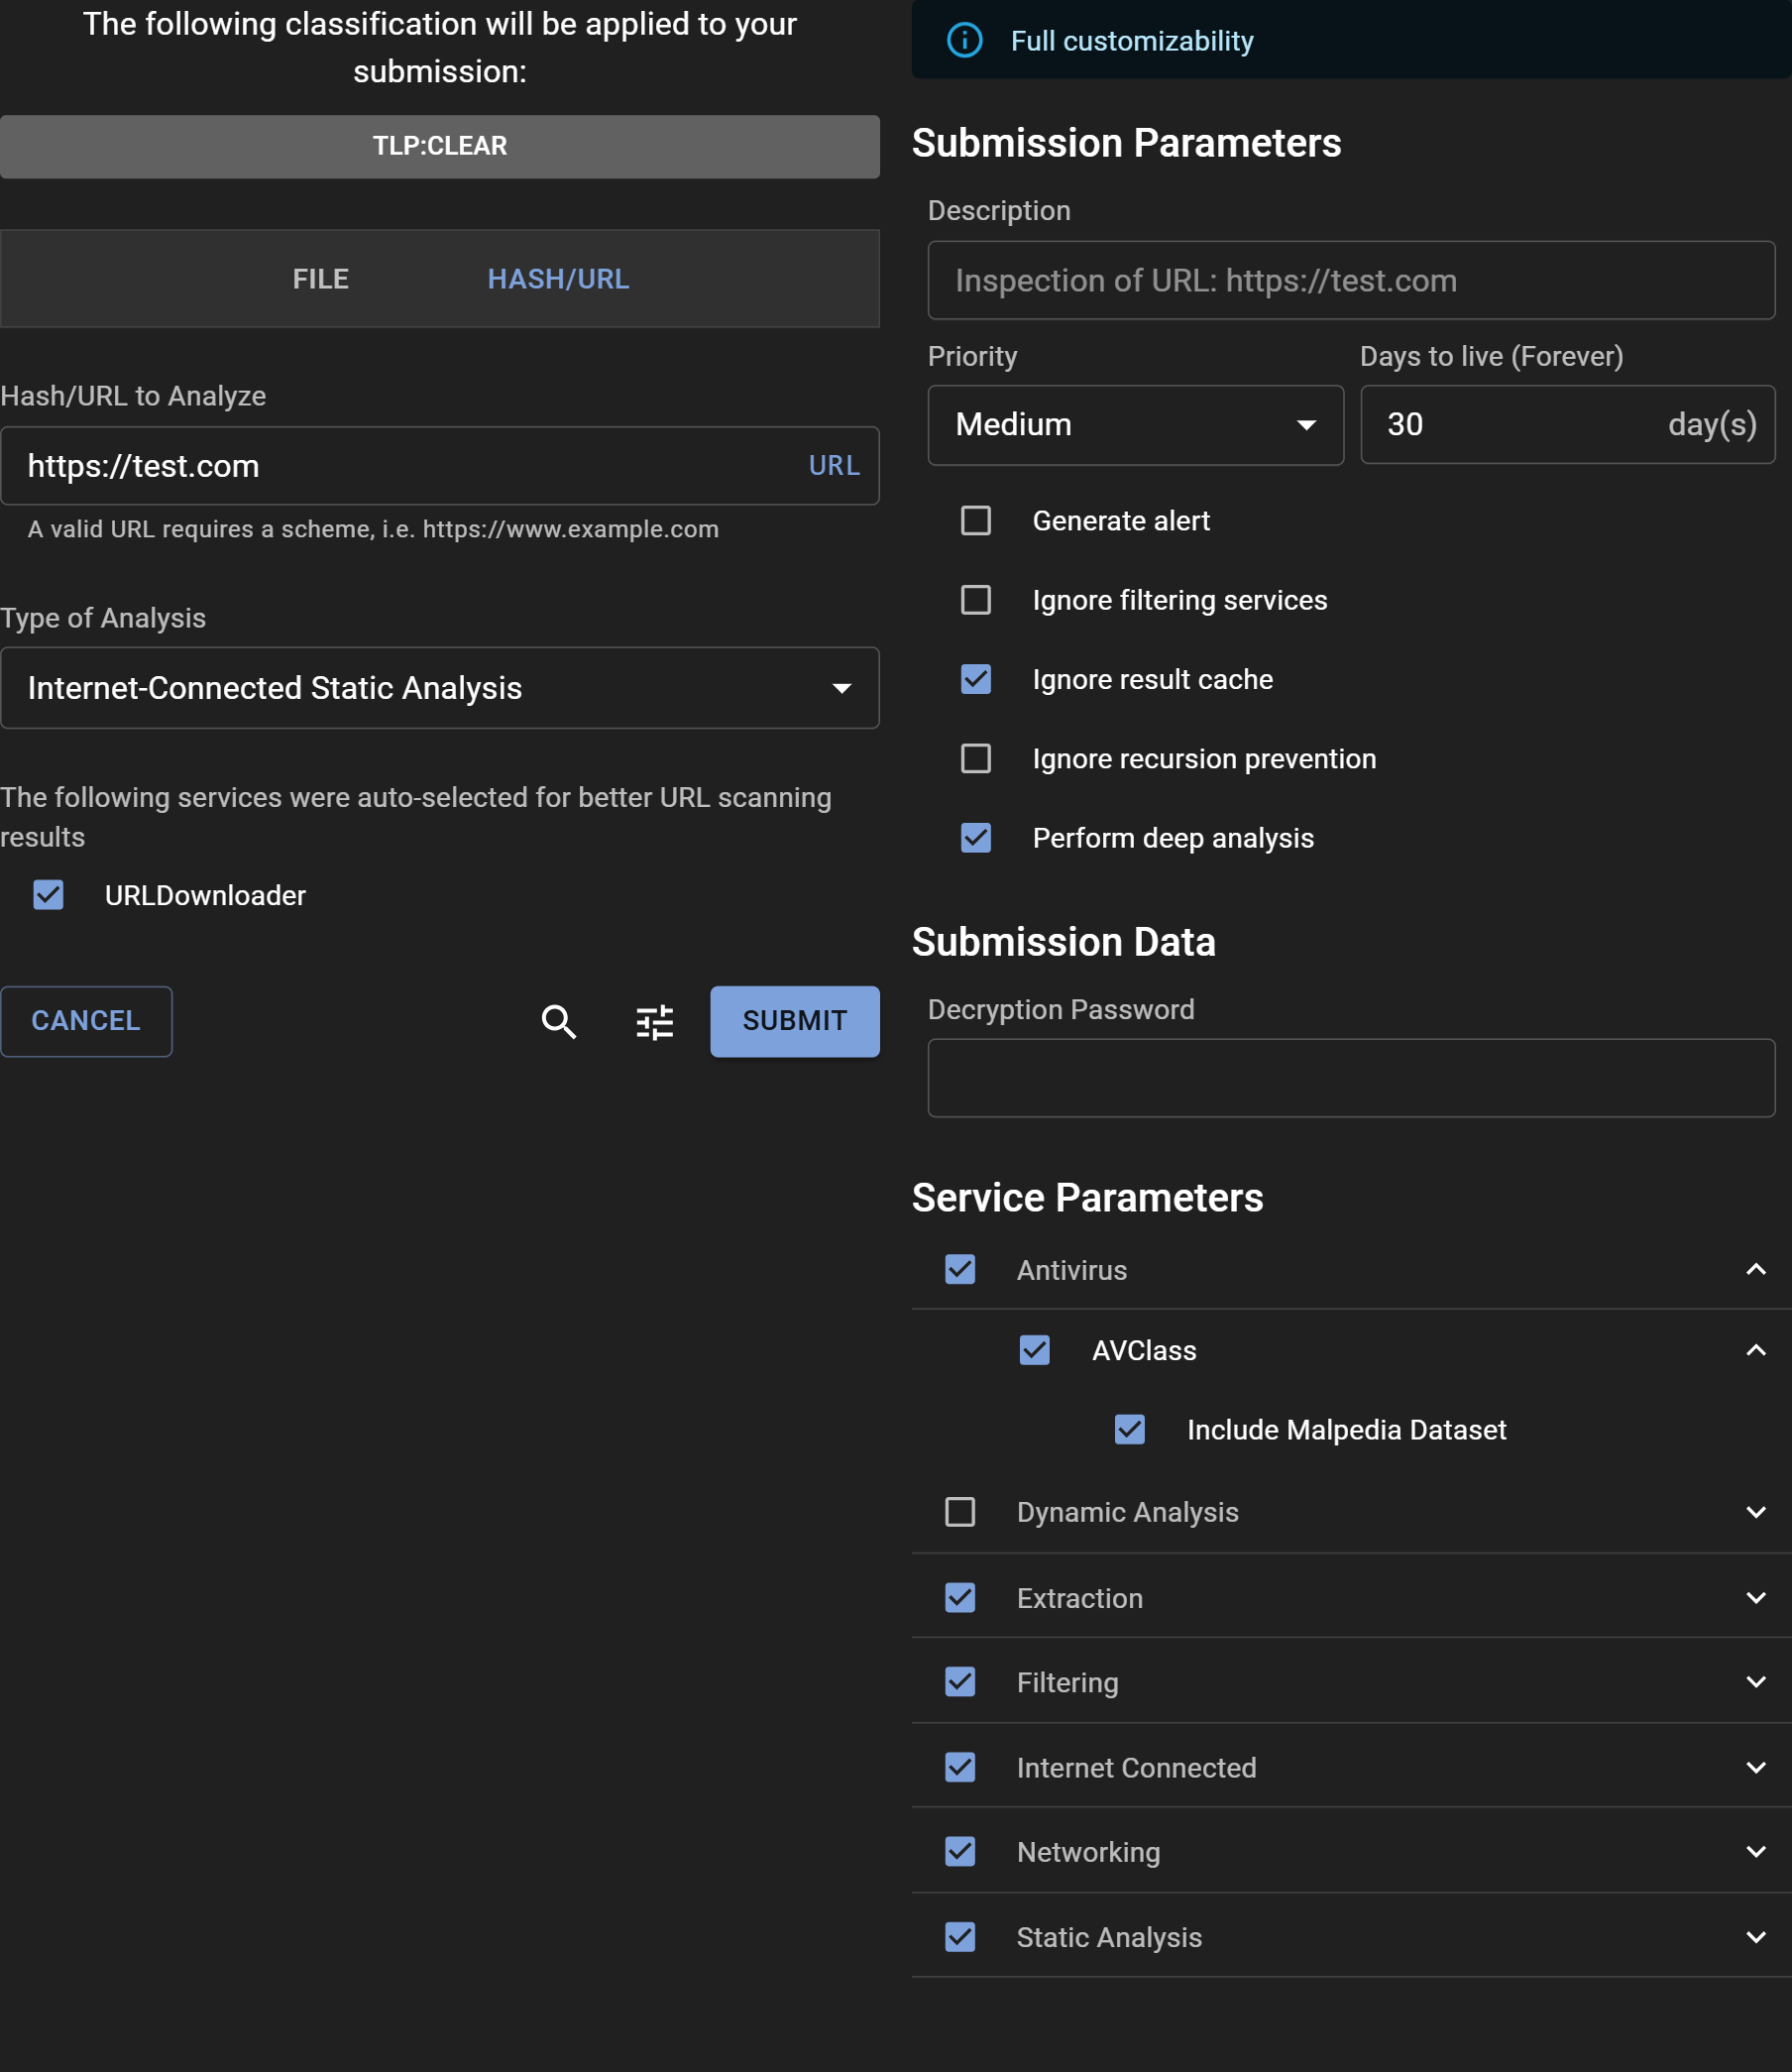 The following classification will be applied to your
submission:
TLP:CLEAR
FILE
HASH/URL
Hash/URL to Analyze
https://test.com
URL
A valid URL requires a scheme, i.e. https://www.example.com
Type of Analysis
Internet-Connected Static Analysis
The following services were auto-selected for better URL scanning
results
URLDownloader
CANCEL
SUBMIT
Full customizability
Submission Parameters
Description
Inspection of URL: https://test.com
Priority
Days to live (Forever)
Medium
30
day(s)
Generate alert
Ignore filtering services
Ignore result cache
Ignore recursion prevention
Perform deep analysis
Submission Data
Decryption Password
Service Parameters
Antivirus
AVClass
Include Malpedia Dataset
Dynamic Analysis
Extraction
Filtering
Internet Connected
Networking
Static Analysis